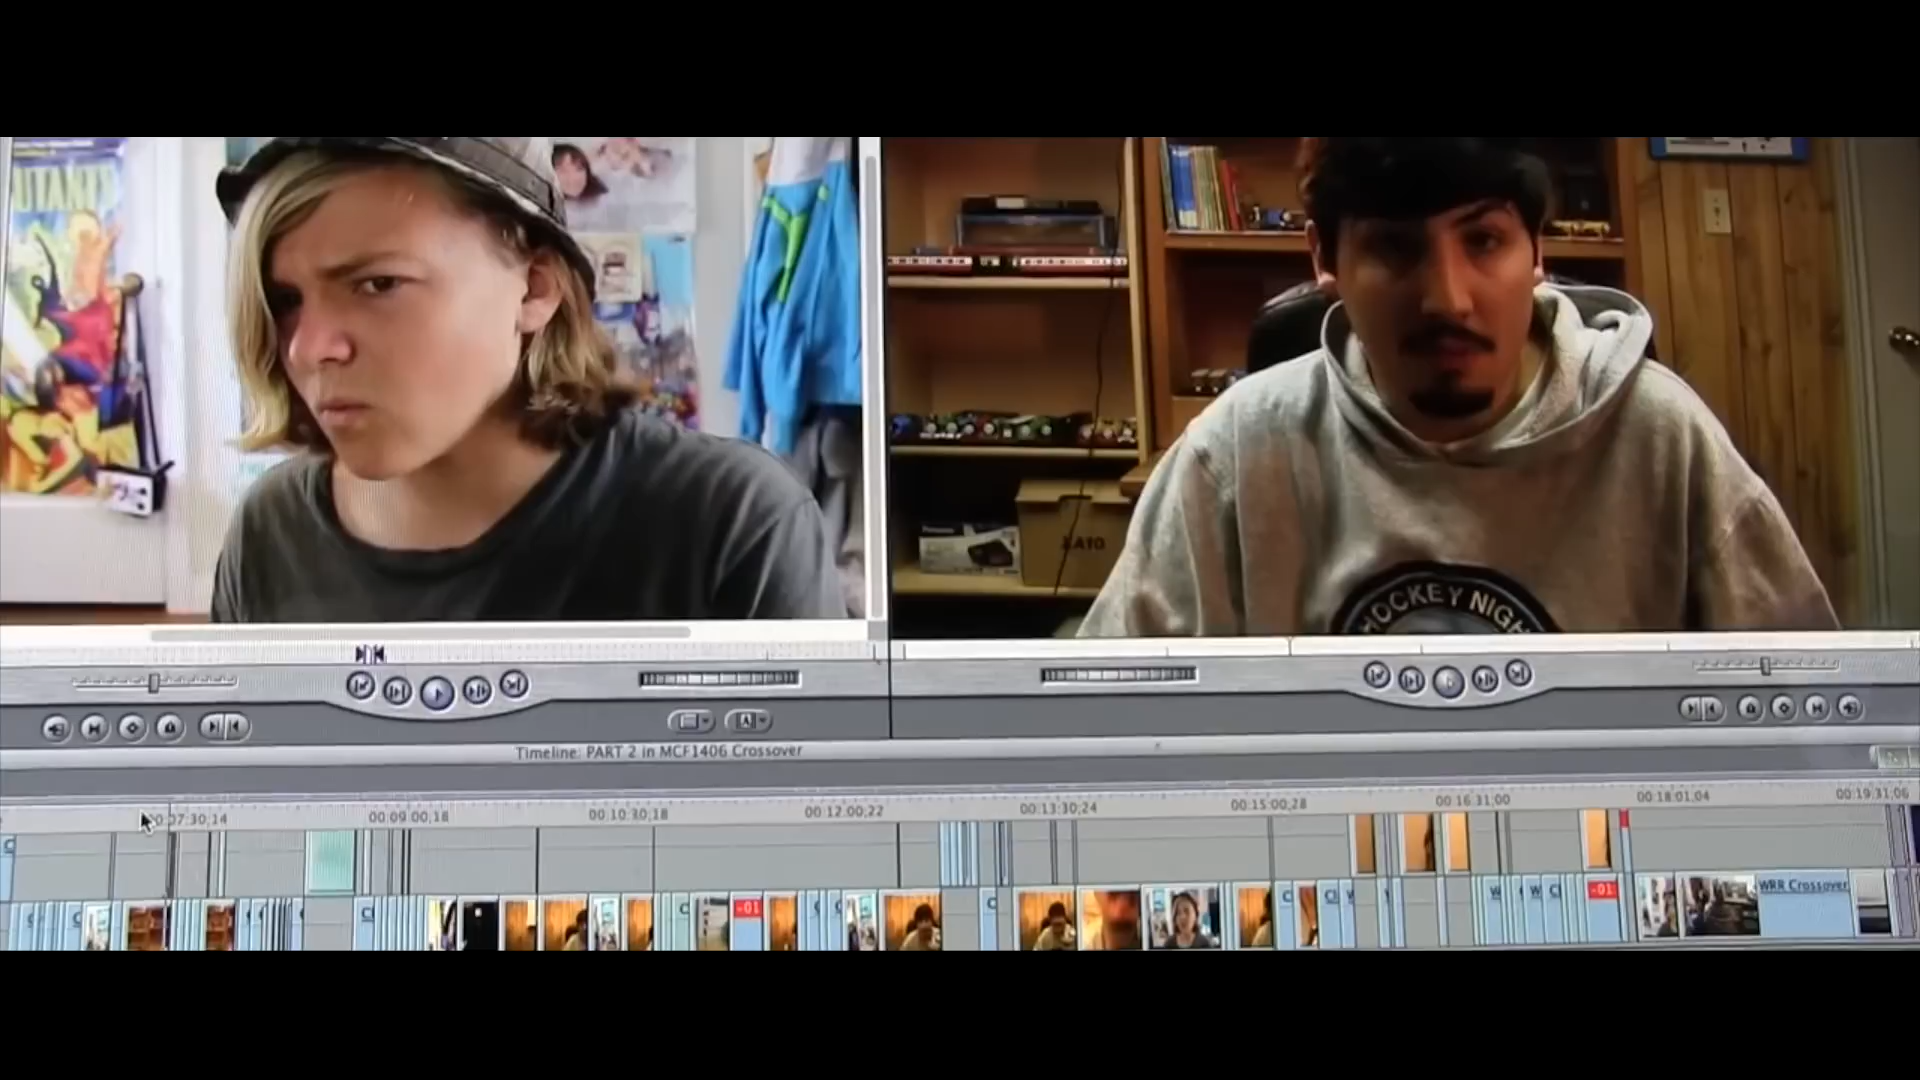 UTANT
KATO
HOCKEY NIGH
Timeline: PART 2 in MCF1406 Crossover
00:07:30;14
00:09:00;18
00:10:30;18
00:12:00;22
00:13:30;24
00:15:00;28
00:16:31;00
00:18:01;04
00:19:31;06
-01
-01
WRR Crossover